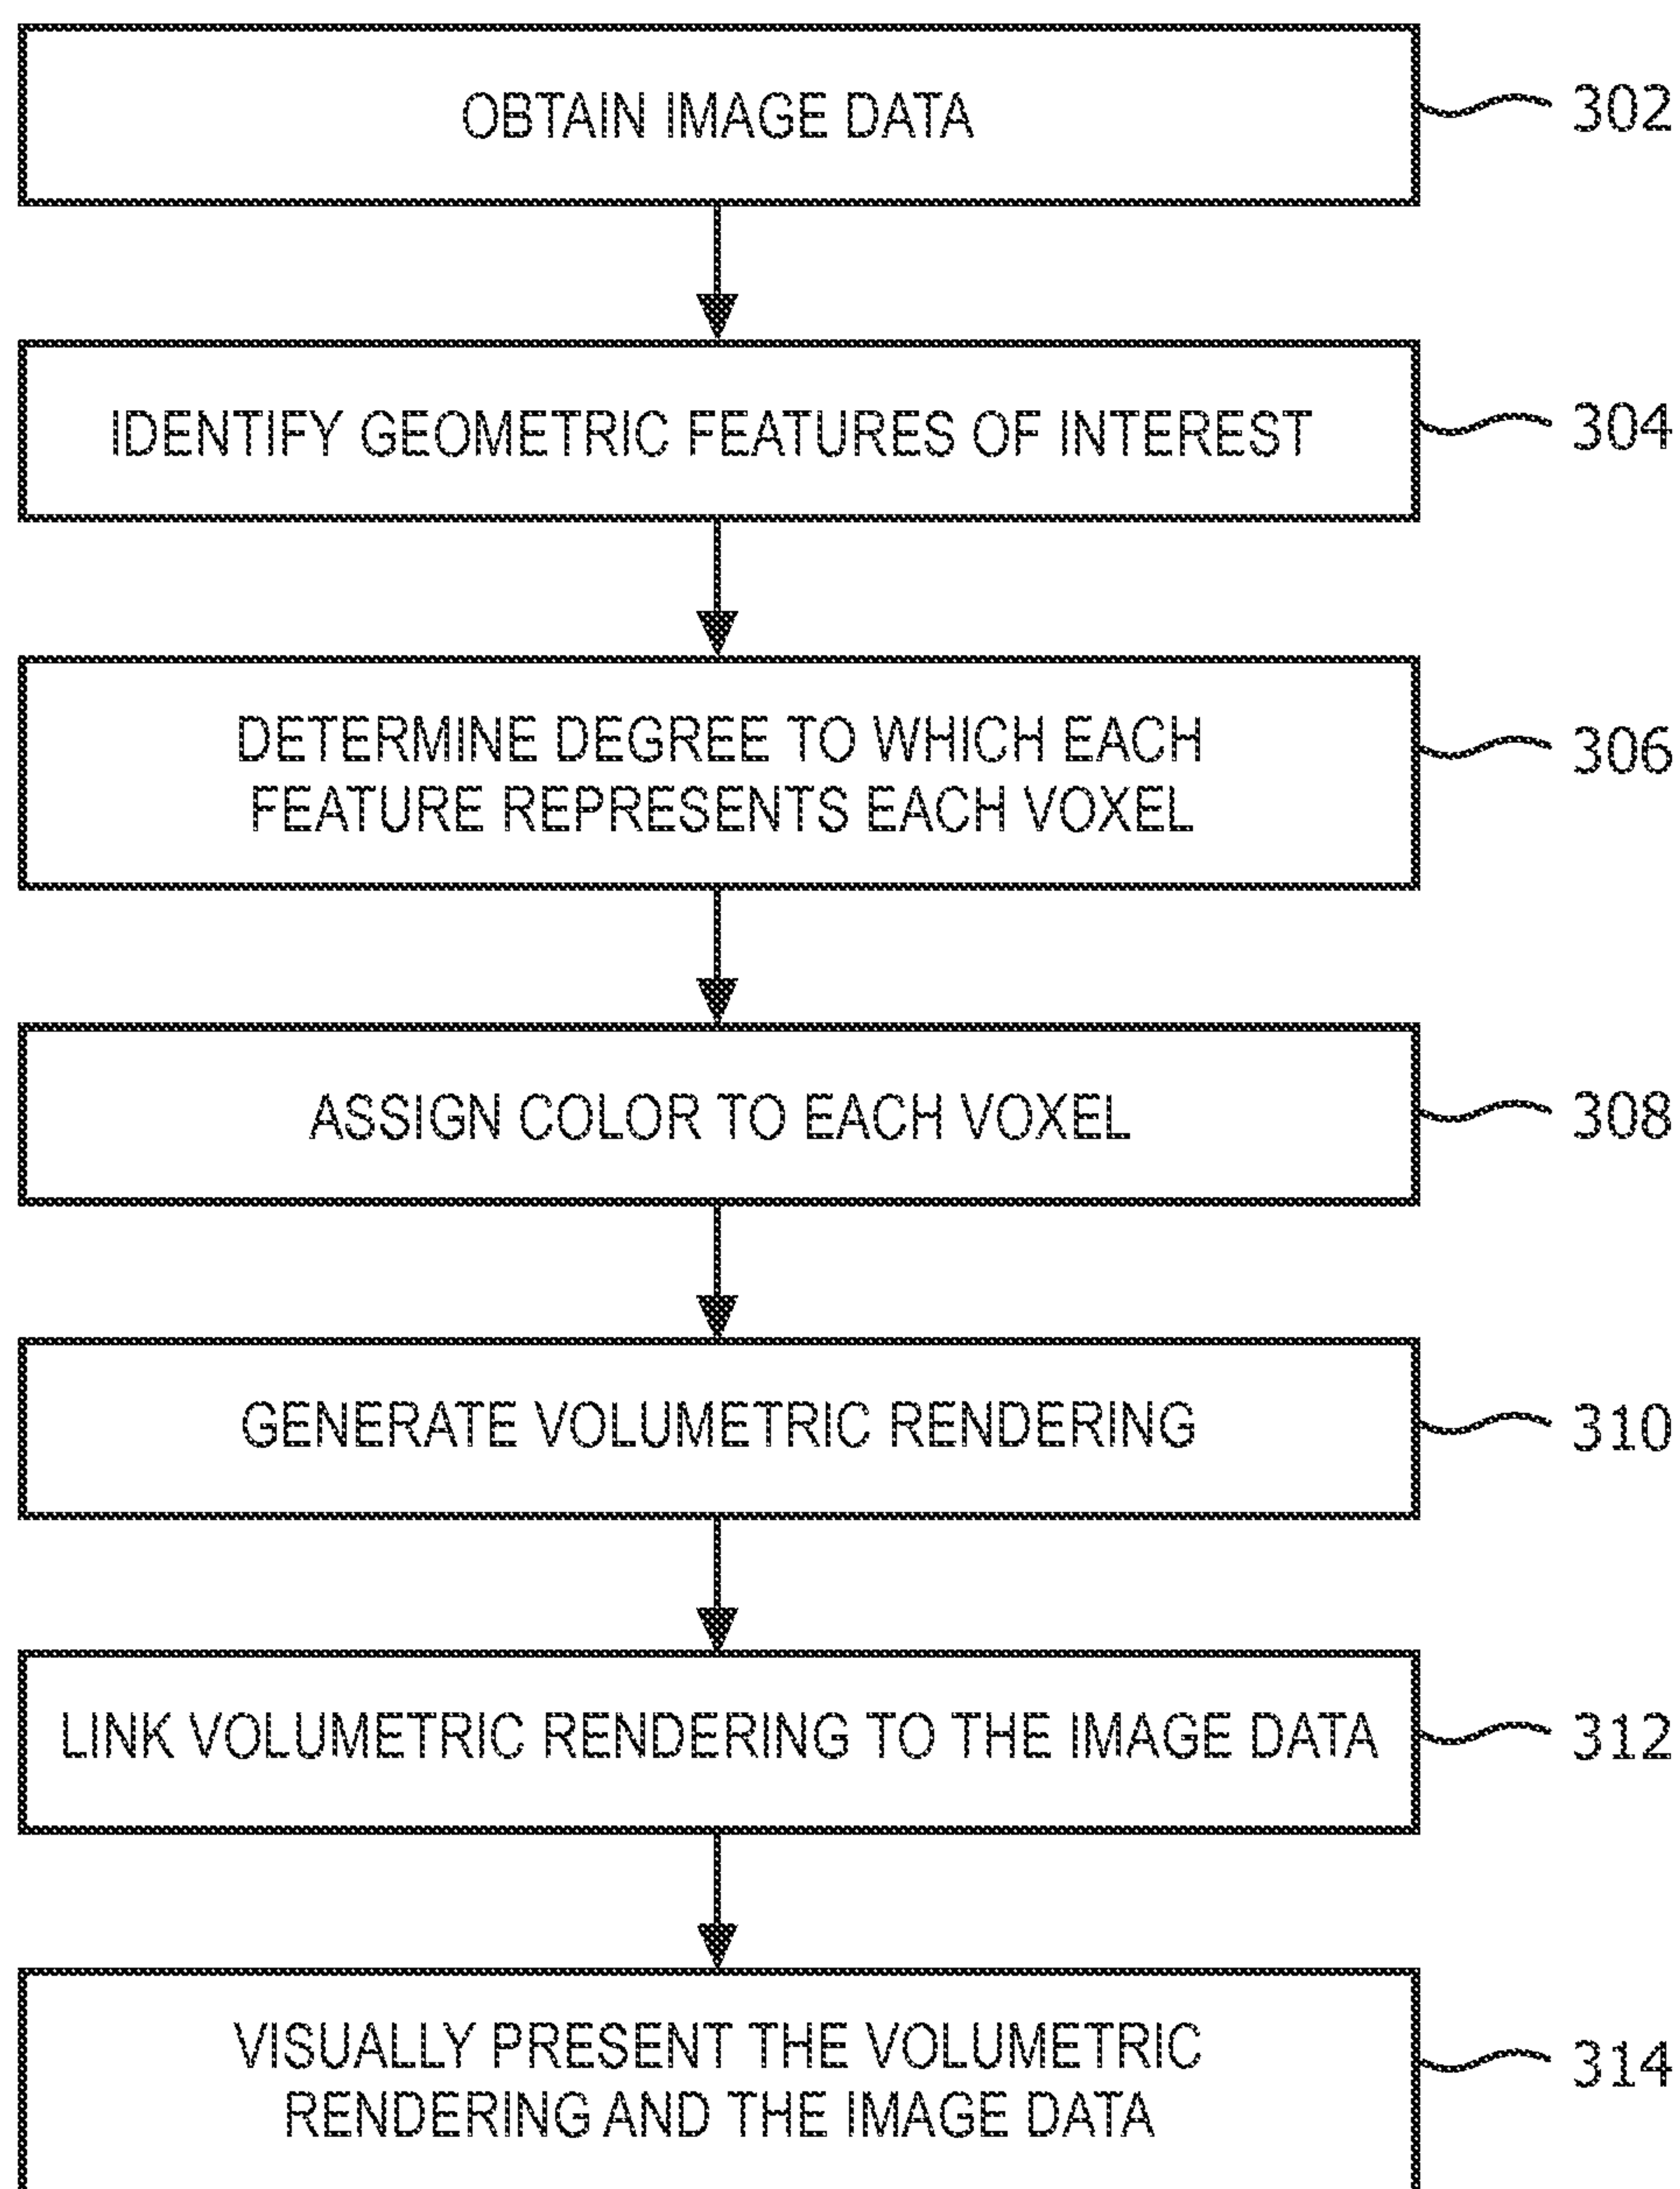 OBTAIN IMAGE DATA
302
IDENTIFY GEOMETRIC FEATURES OF INTEREST
304
DETERMINE DEGREE TO WHICH EACH
FEATURE REPRESENTS EACH VOXEL
306
ASSIGN COLOR TO EACH VOXEL
308
GENERATE VOLUMETRIC RENDERING
310
LINK VOLUMETRIC RENDERING TO THE IMAGE DATA
312
VISUALLY PRESENT THE VOLUMETRIC
RENDERING AND THE IMAGE DATA
314